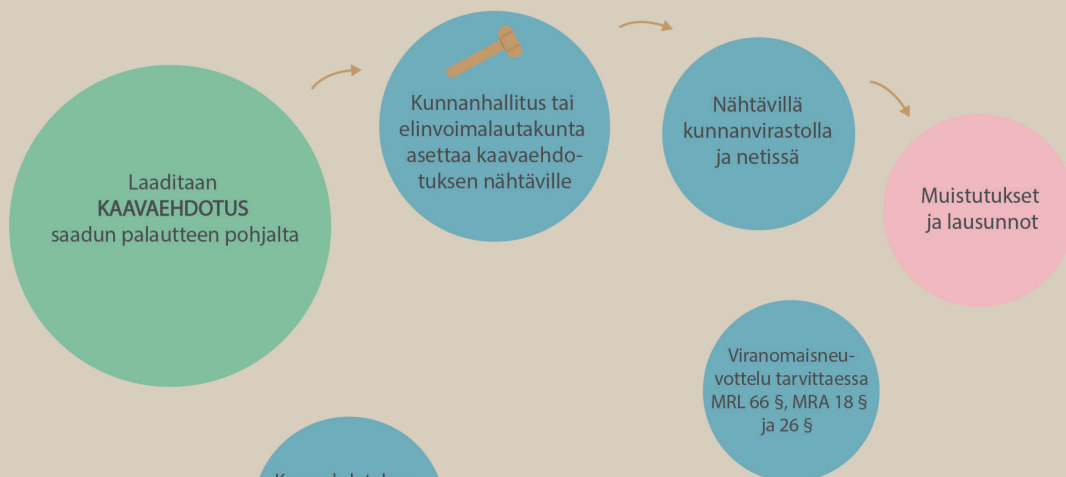 Laaditaan
KAAVAEHDOTUS
saadun palautteen pohjalta
Kunnanhallitus tai
elinvoimalautakunta
asettaa kaavaehdo-
tuksen nähtäville
Nähtävillä
kunnanvirastolla
ja netissä
Muistutukset
ja lausunnot
Viranomaisneu-
vottelu tarvittaessa
MRL 66 §, MRA 18 §
ja 26 §